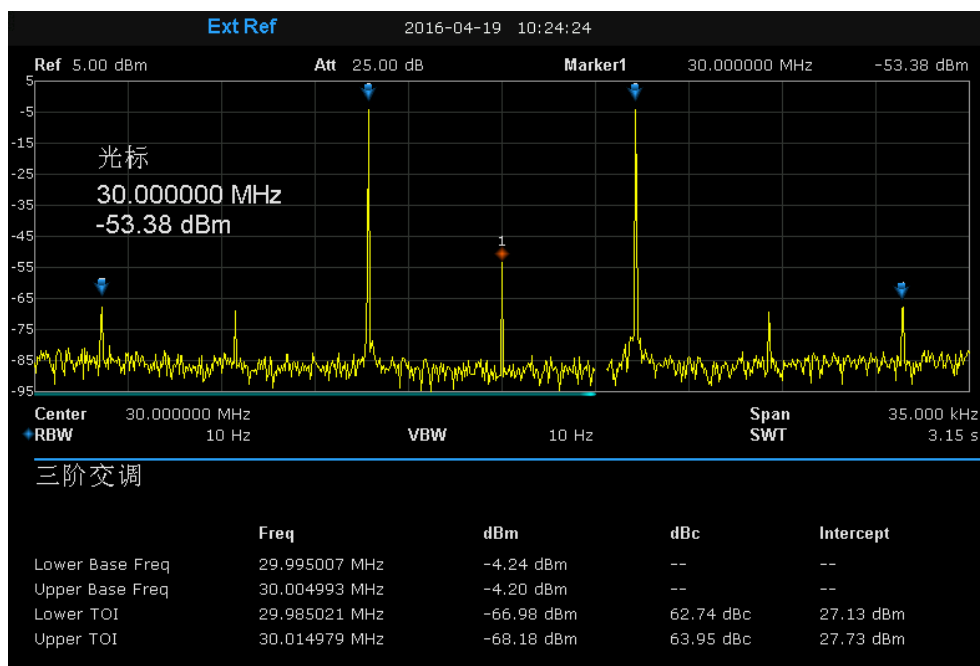 Ext Ref 2016-04-19 10:24:24
Ref 5.00 dBm Att 25.00 dB Marker1 30.000000 MHz -53.38 dBm
5
-5
-15
光标
-25
30.000000 MHz
-35
-53.38 dBm
-45
1
-55
-65
-75
-85
-95
Center 30.000000 MHz Span 35.000 kHz
RBW 10 Hz VBW 10 Hz SWT 3.15 s
三阶交调
Freq dBm dBc Intercept
Lower Base Freq 29.995007 MHz -4.24 dBm -- --
Upper Base Freq 30.004993 MHz -4.20 dBm -- --
Lower TOI 29.985021 MHz -66.98 dBm 62.74 dBc 27.13 dBm
Upper TOI 30.014979 MHz -68.18 dBm 63.95 dBc 27.73 dBm